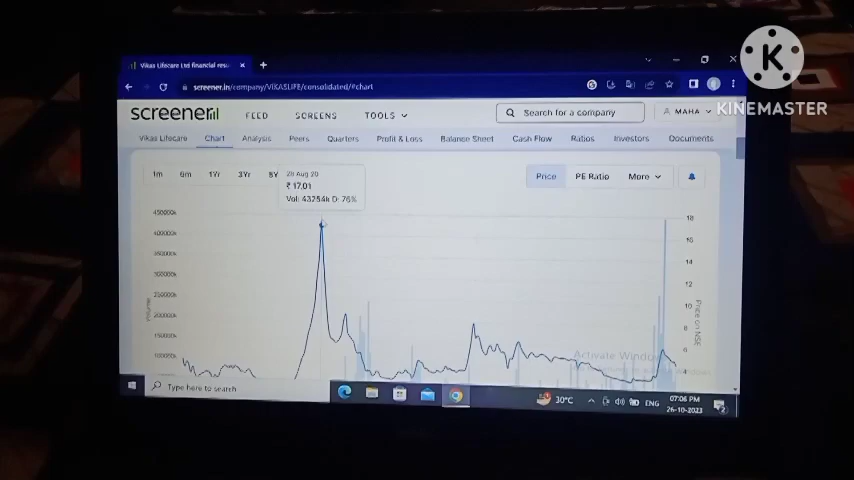 Vikas Lifecare Ltd financial resu
screener.in/company/VIKASLIFE/consolidated/#chart
K
KINEMASTER
screener
FEED
SCREENS
TOOLS
Search for a company
MAHA
Vikas Lifecare
Chart
Analysis
Peers
Quarters
Profit & Loss
Balance Sheet
Cash Flow
Ratios
Investors
Documents
1m
6m
1Yr
3Yr
5Y
28 Aug 20
₹ 17.01
Vol: 43254k D: 76%
Price
PE Ratio
More
450000k
400000k
350000k
300000k
250000k
200000k
150000k
100000k
Volume
18
16
14
12
10
8
6
4
Price on NSE
Activate Window
Type here to search
30°C
ENG
07:06 PM
26-10-2023
2